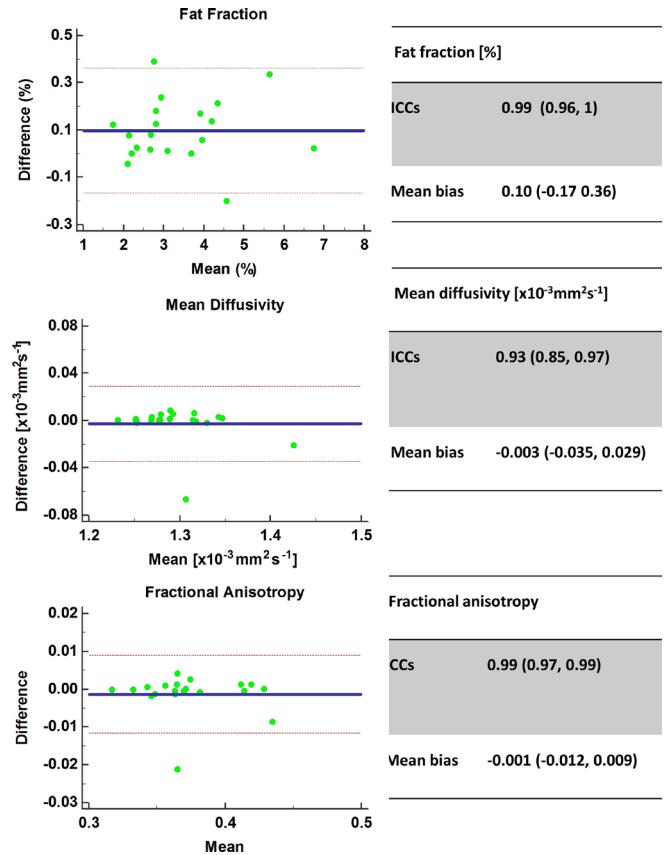 Fat Fraction
Difference (%)
0.5
0.3
0.1
-0.1
-0.3
1 2 3 4 5 6 7 8
Mean (%)
Fat fraction [%]
ICCs 0.99 (0.96, 1)
Mean bias 0.10 (-0.17 0.36)
Mean Diffusivity
Difference [x10⁻³mm²s⁻¹]
0.08
0.04
0.00
-0.04
-0.08
1.2 1.3 1.4 1.5
Mean [x10⁻³mm²s⁻¹]
Mean diffusivity [x10⁻³mm²s⁻¹]
ICCs 0.93 (0.85, 0.97)
Mean bias -0.003 (-0.035, 0.029)
Fractional Anisotropy
Difference
0.02
0.01
0.00
-0.01
-0.02
-0.03
0.3 0.4 0.5
Mean
Fractional anisotropy
CCs 0.99 (0.97, 0.99)
Mean bias -0.001 (-0.012, 0.009)